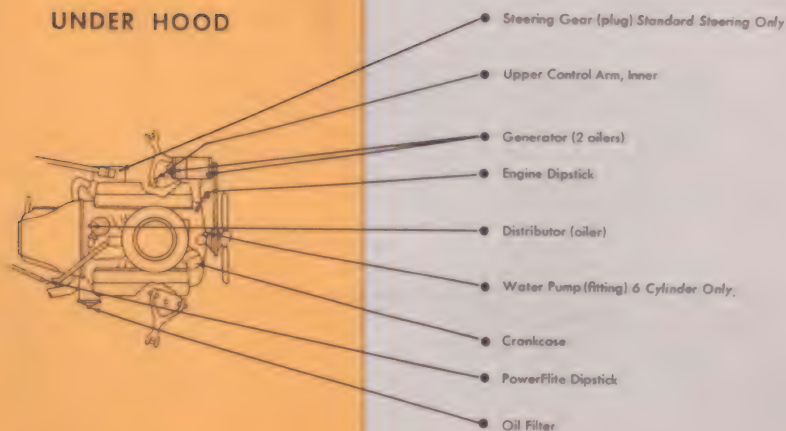 UNDER HOOD
Steering Gear (plug) Standard Steering Only
Upper Control Arm, Inner
Generator (2 oilers)
Engine Dipstick
Distributor (oiler)
Water Pump (fitting) 6 Cylinder Only.
Crankcase
PowerFlite Dipstick
Oil Filter